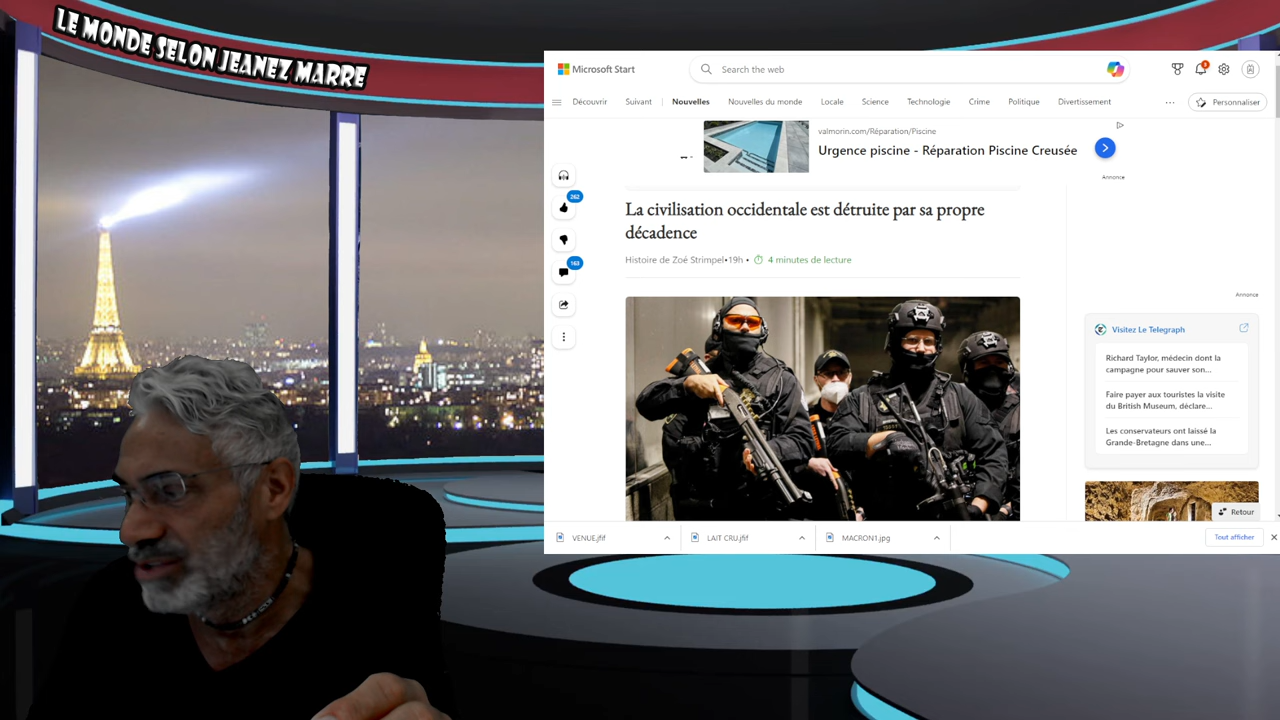 LE MONDE SELON JEANEZ MARRE
Microsoft Start
Search the web
8
Découvrir
Suivant
Nouvelles
Nouvelles du monde
Locale
Science
Technologie
Crime
Politique
Divertissement
Personnaliser
valmorin.com/Réparation/Piscine
Urgence piscine - Réparation Piscine Creusée
Annonce
262
163
La civilisation occidentale est détruite par sa propre
décadence
Histoire de Zoé Strimpel•19h • 4 minutes de lecture
Annonce
Visitez Le Telegraph
Richard Taylor, médecin dont la
campagne pour sauver son...
Faire payer aux touristes la visite
du British Museum, déclare...
Les conservateurs ont laissé la
Grande-Bretagne dans une...
Retour
VENUE.jfif
LAIT CRU.jfif
MACRON1.jpg
Tout afficher